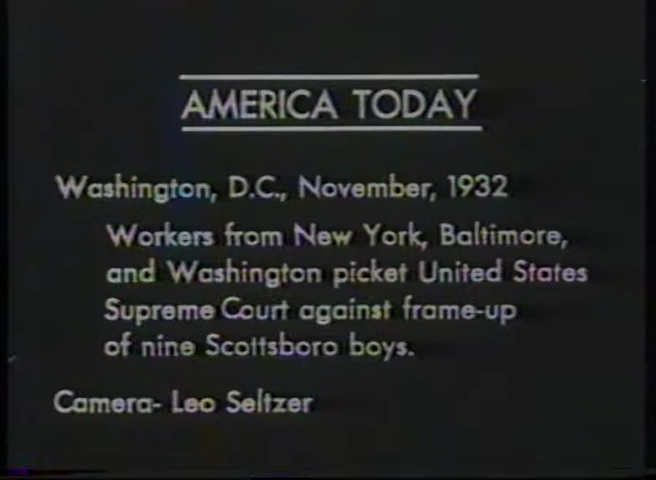 AMERICA TODAY
Washington, D.C., November, 1932
Workers from New York, Baltimore,
and Washington picket United States
Supreme Court against frame-up
of nine Scottsboro boys.
Camera- Leo Seltzer